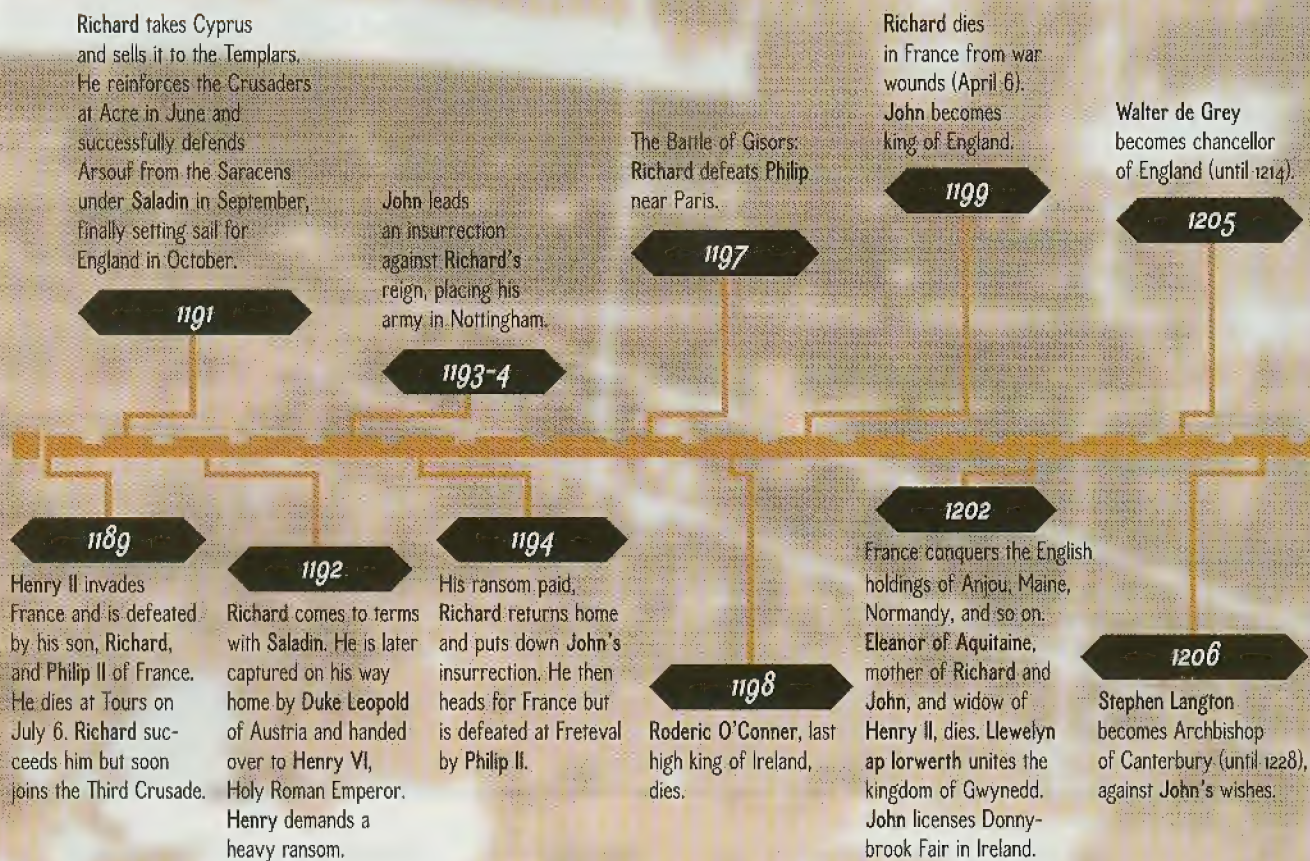 Richard takes Cyprus
and sells it to the Templars.
He reinforces the Crusaders
at Acre in June and
successfully defends
Arsouf from the Saracens
under Saladin in September,
finally setting sail for
England in October.
1191
John leads
an insurrection
against Richard's
reign, placing his
army in Nottingham.
1193-4
The Battle of Gisors:
Richard defeats Philip
near Paris.
1197
Richard dies
in France from war
wounds (April 6).
John becomes
king of England.
1199
Walter de Grey
becomes chancellor
of England (until 1214).
1205
1189
Henry II invades
France and is defeated
by his son, Richard,
and Philip II of France.
He dies at Tours on
July 6. Richard suc-
ceeds him but soon
joins the Third Crusade.
1192
Richard comes to terms
with Saladin. He is later
captured on his way
home by Duke Leopold
of Austria and handed
over to Henry VI,
Holy Roman Emperor.
Henry demands a
heavy ransom.
1194
His ransom paid,
Richard returns home
and puts down John's
insurrection. He then
heads for France but
is defeated at Freteval
by Philip II.
1198
Roderic O'Conner, last
high king of Ireland,
dies.
1202
France conquers the English
holdings of Anjou, Maine,
Normandy, and so on.
Eleanor of Aquitaine,
mother of Richard and
John, and widow of
Henry II, dies. Llewelyn
ap Iorwerth unites the
kingdom of Gwynedd.
John licenses Donny-
brook Fair in Ireland.
1206
Stephen Langton
becomes Archbishop
of Canterbury (until 1228),
against John's wishes.